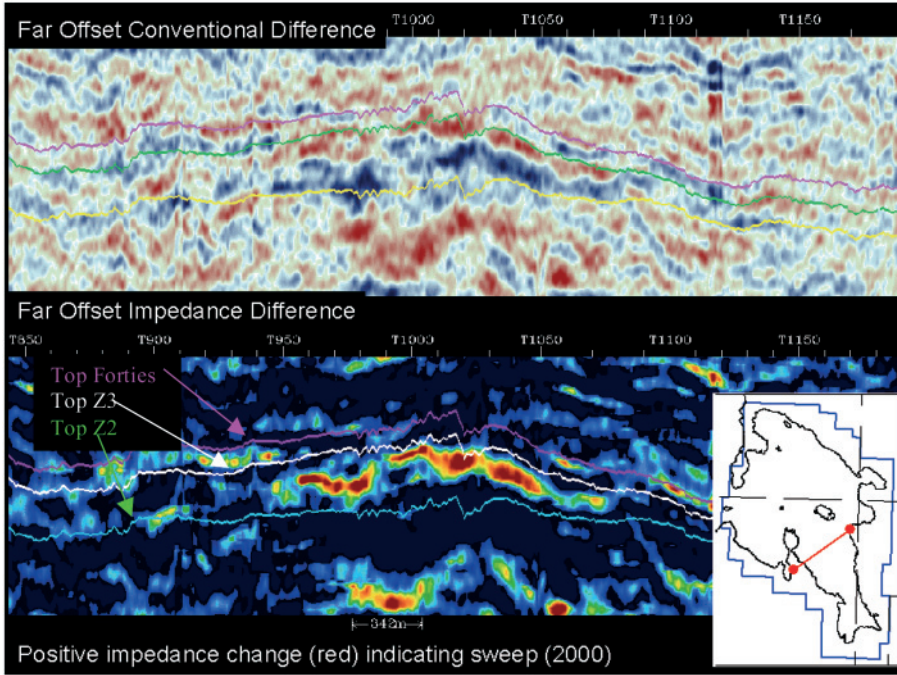 Far Offset Conventional Difference
T1000 T1050 T1100 T1150
Far Offset Impedance Difference
T850 T900 T950 T1000 T1050 T1100 T1150
Top Forties
Top Z3
Top Z2
342m
Positive impedance change (red) indicating sweep (2000)